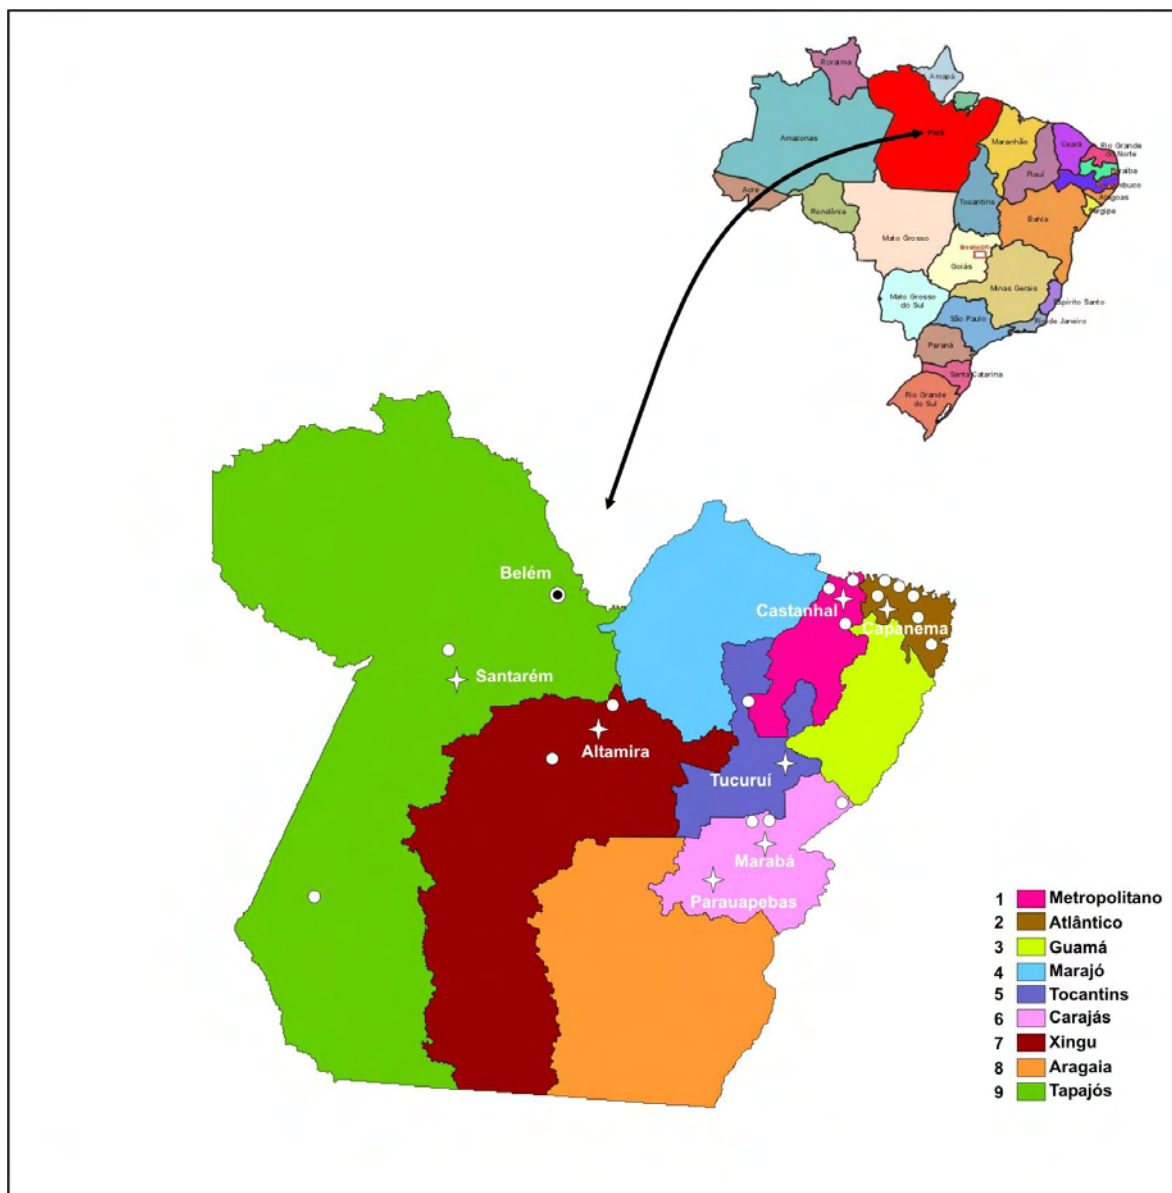 Roraima
Amapá
Pará
Amazonas
Maranhão
Ceará
Rio Grande
do Norte
Paraíba
Piauí
Pernambuco
Acre
Tocantins
Alagoas
Sergipe
Rondônia
Bahia
Mato Grosso
Goiás
Minas Gerais
Mato Grosso
do Sul
Espírito Santo
São Paulo
Rio de Janeiro
Paraná
Santa Catarina
Rio Grande
do Sul
Belém
Castanhal
Capanema
Santarém
Altamira
Tucuruí
Marabá
Parauapebas
1 Metropolitano
2 Atlântico
3 Guamá
4 Marajó
5 Tocantins
6 Carajás
7 Xingu
8 Aragaia
9 Tapajós